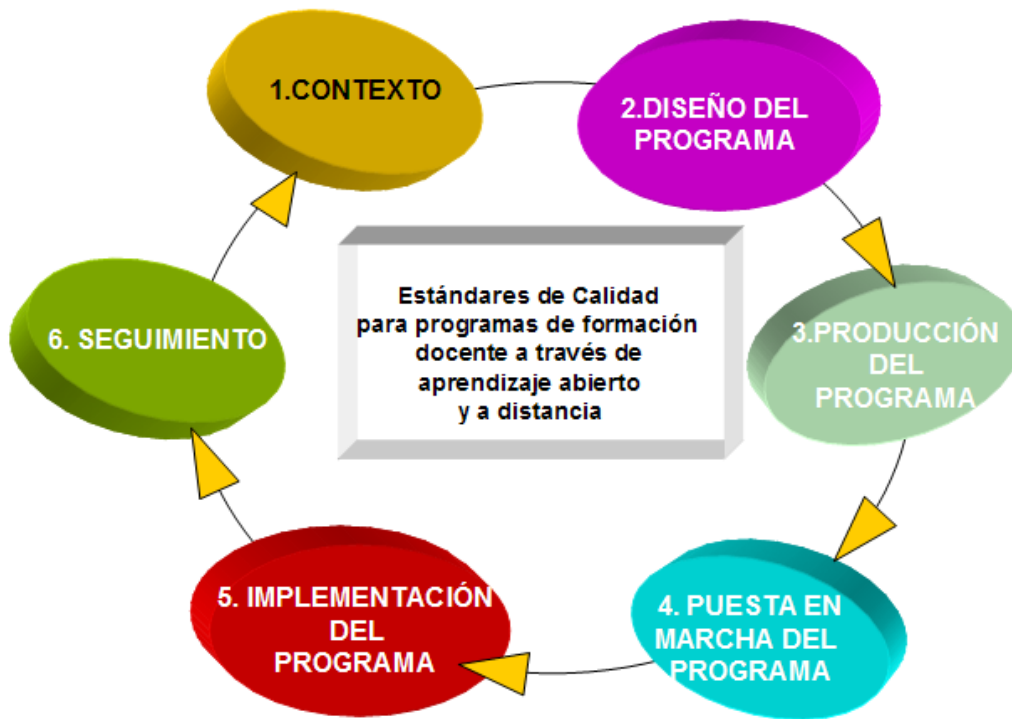 1.CONTEXTO
2.DISEÑO DEL
PROGRAMA
Estándares de Calidad
para programas de formación
docente a través de
aprendizaje abierto
y a distancia
3.PRODUCCIÓN
DEL
PROGRAMA
4. PUESTA EN
MARCHA DEL
PROGRAMA
5. IMPLEMENTACIÓN
DEL
PROGRAMA
6. SEGUIMIENTO